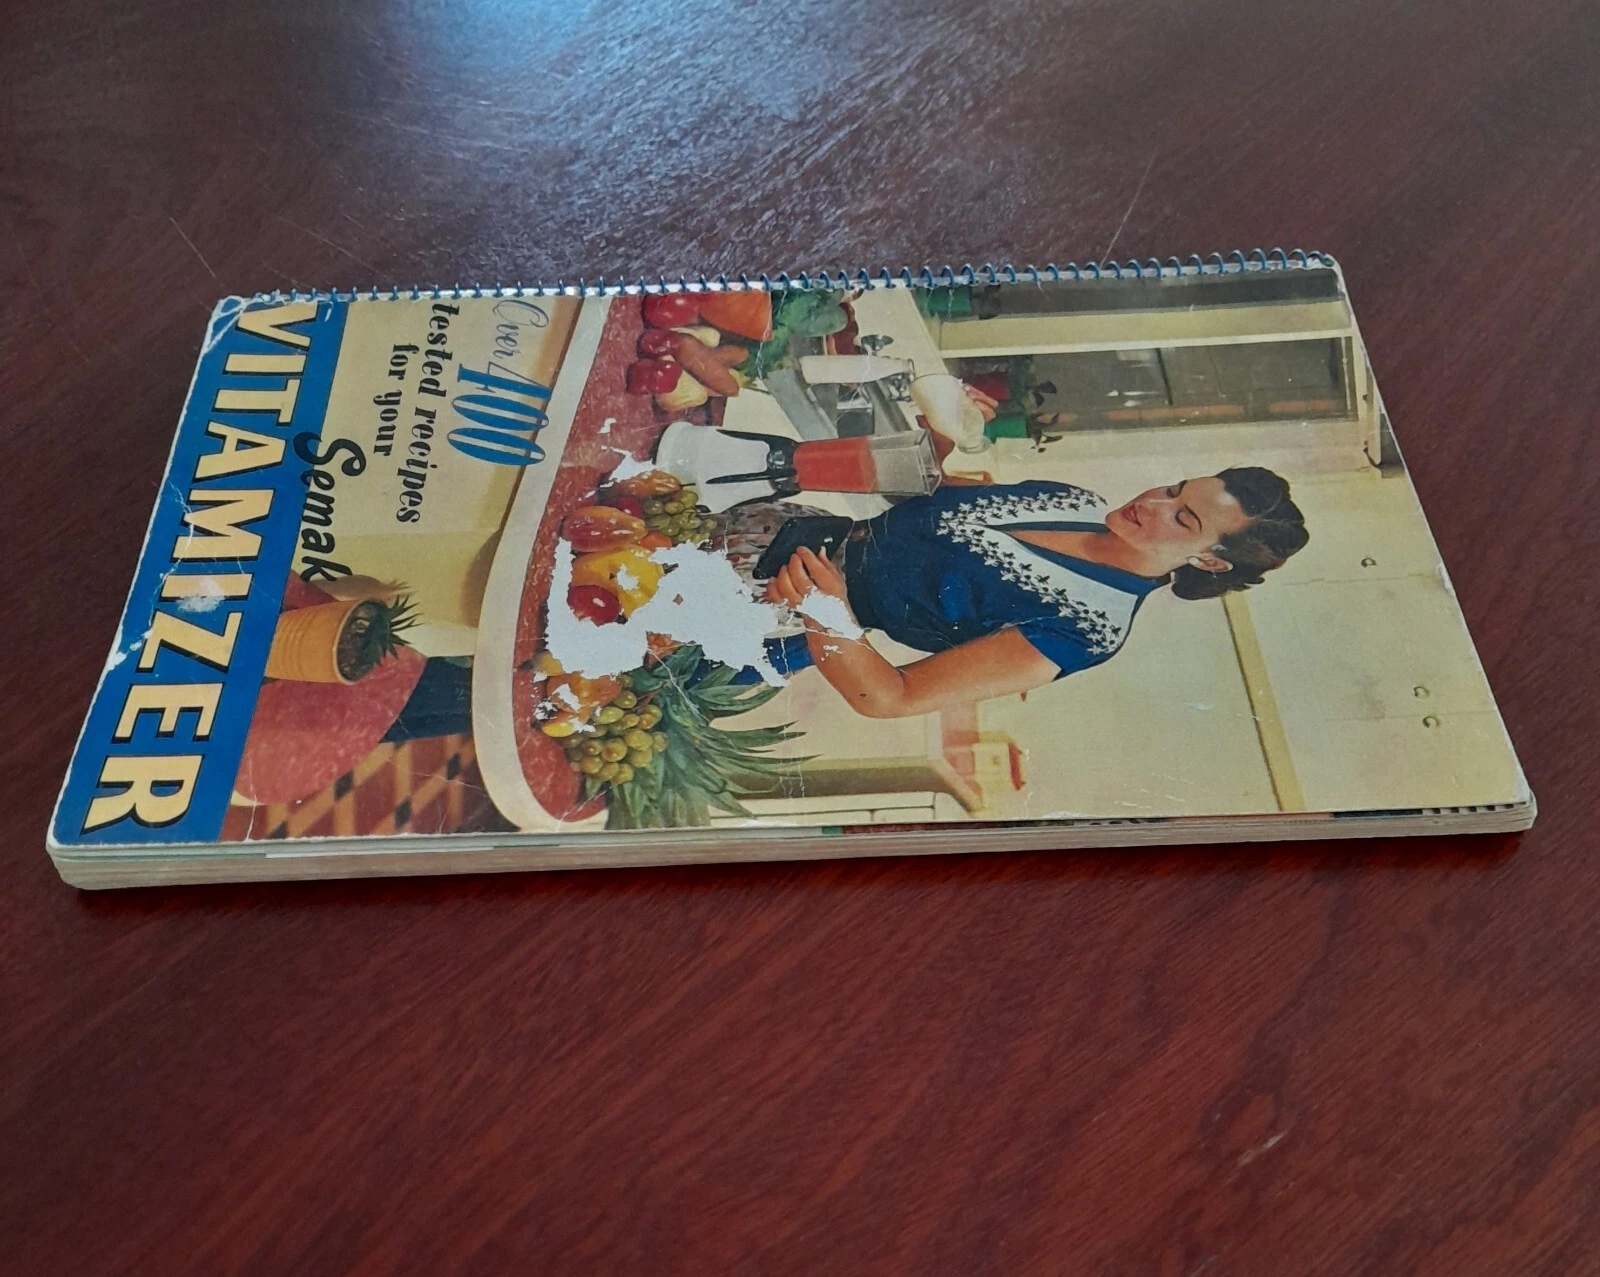 Over 400
tested recipes
for your
Semak
VITAMIZER